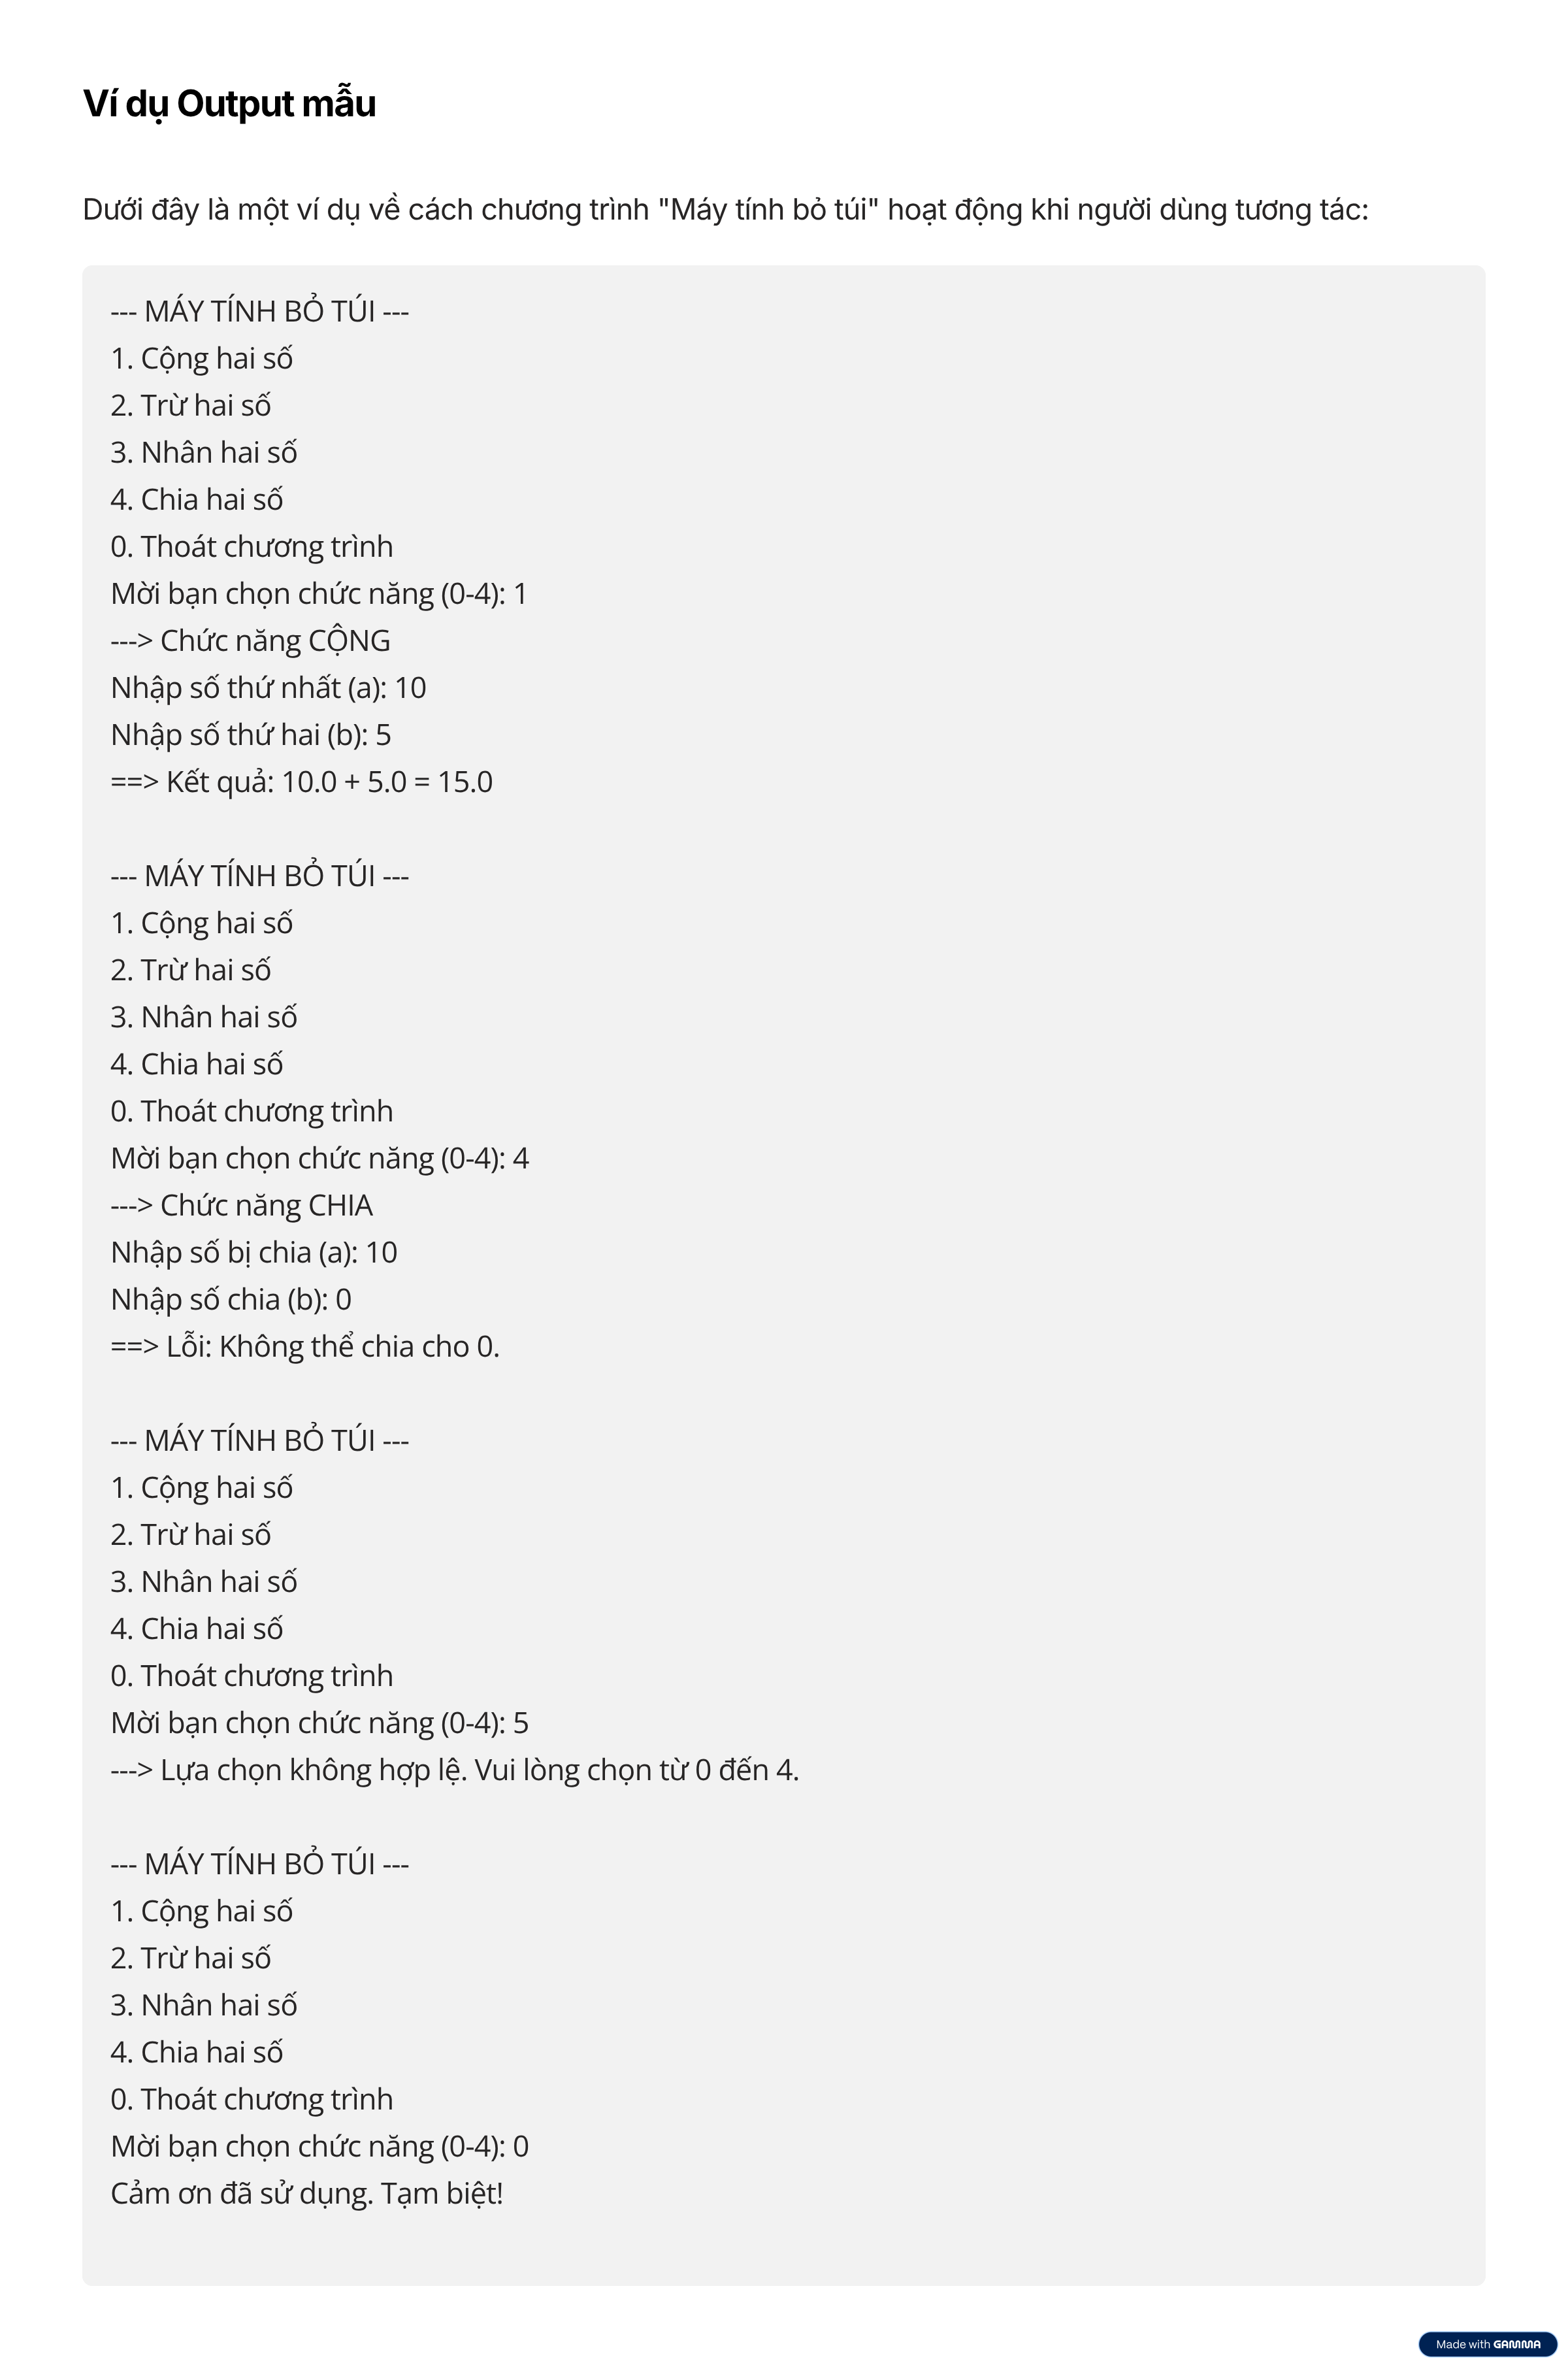 Ví dụ Output mẫu
Dưới đây là một ví dụ về cách chương trình "Máy tính bỏ túi" hoạt động khi người dùng tương tác:
--- MÁY TÍNH BỎ TÚI ---
1. Cộng hai số
2. Trừ hai số
3. Nhân hai số
4. Chia hai số
0. Thoát chương trình
Mời bạn chọn chức năng (0-4): 1
---> Chức năng CỘNG
Nhập số thứ nhất (a): 10
Nhập số thứ hai (b): 5
==> Kết quả: 10.0 + 5.0 = 15.0
--- MÁY TÍNH BỎ TÚI ---
1. Cộng hai số
2. Trừ hai số
3. Nhân hai số
4. Chia hai số
0. Thoát chương trình
Mời bạn chọn chức năng (0-4): 4
---> Chức năng CHIA
Nhập số bị chia (a): 10
Nhập số chia (b): 0
==> Lỗi: Không thể chia cho 0.
--- MÁY TÍNH BỎ TÚI ---
1. Cộng hai số
2. Trừ hai số
3. Nhân hai số
4. Chia hai số
0. Thoát chương trình
Mời bạn chọn chức năng (0-4): 5
---> Lựa chọn không hợp lệ. Vui lòng chọn từ 0 đến 4.
--- MÁY TÍNH BỎ TÚI ---
1. Cộng hai số
2. Trừ hai số
3. Nhân hai số
4. Chia hai số
0. Thoát chương trình
Mời bạn chọn chức năng (0-4): 0
Cảm ơn đã sử dụng. Tạm biệt!
Made with GAMMA